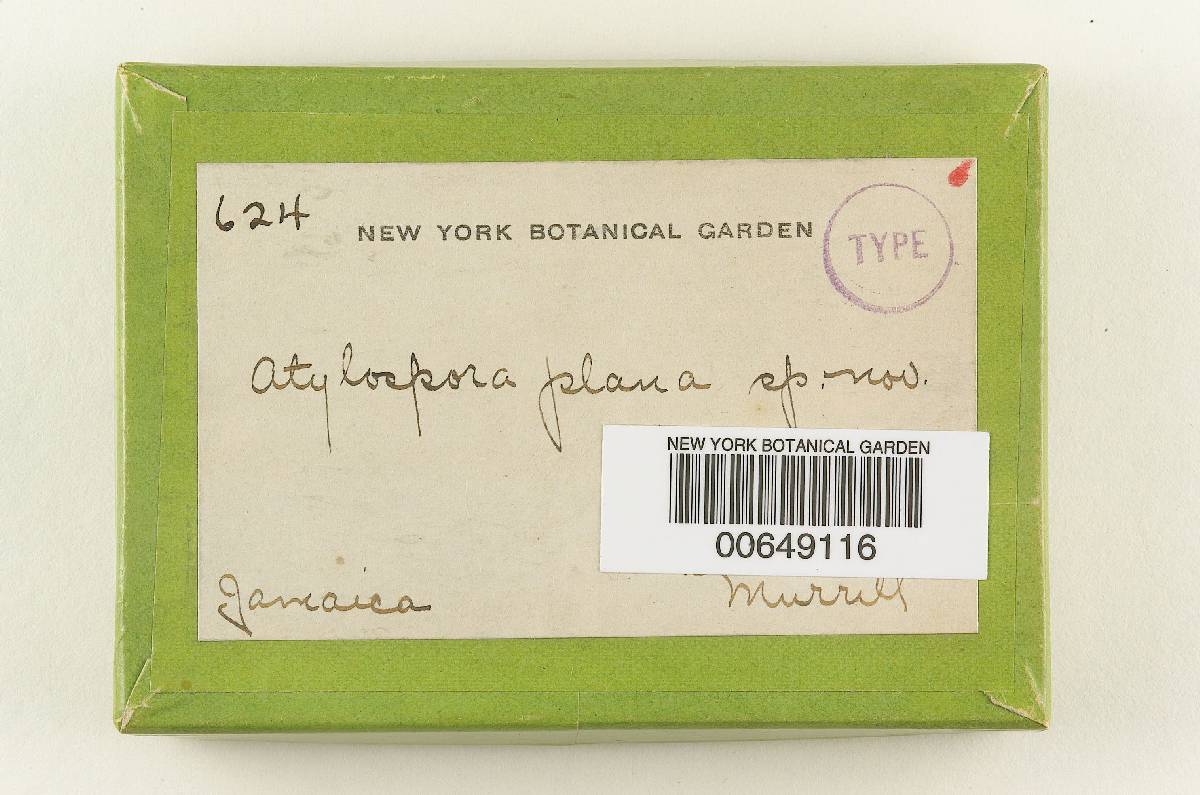 624
NEW YORK BOTANICAL GARDEN
TYPE
Atylospora plana sp. nov.
NEW YORK BOTANICAL GARDEN
00649116
Jamaica
Murrill